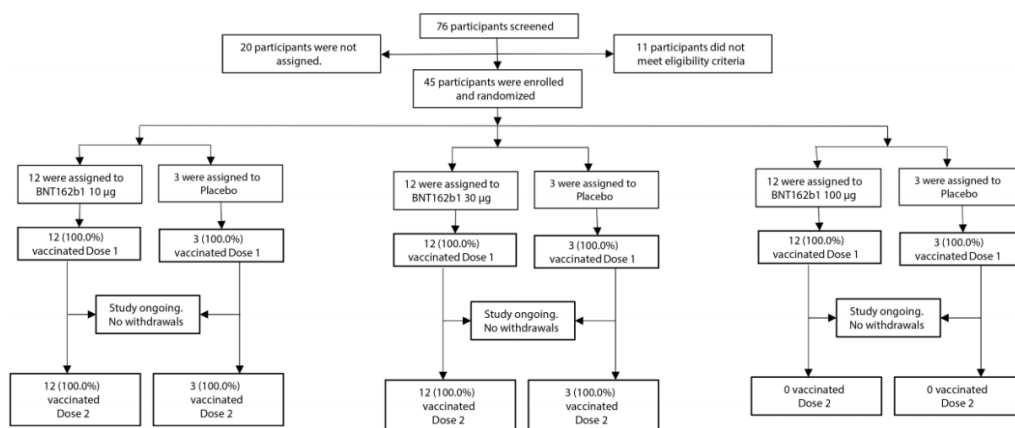 76 participants screened
20 participants were not
assigned.
11 participants did not
meet eligibility criteria
45 participants were enrolled
and randomized
12 were assigned to
BNT162b1 10 µg
3 were assigned to
Placebo
12 (100.0%)
vaccinated Dose 1
3 (100.0%)
vaccinated Dose 1
Study ongoing.
No withdrawals
12 (100.0%)
vaccinated
Dose 2
3 (100.0%)
vaccinated
Dose 2
12 were assigned to
BNT162b1 30 µg
3 were assigned to
Placebo
12 (100.0%)
vaccinated Dose 1
3 (100.0%)
vaccinated Dose 1
Study ongoing.
No withdrawals
12 (100.0%)
vaccinated
Dose 2
3 (100.0%)
vaccinated
Dose 2
12 were assigned to
BNT162b1 100 µg
3 were assigned to
Placebo
12 (100.0%)
vaccinated Dose 1
3 (100.0%)
vaccinated Dose 1
Study ongoing.
No withdrawals
0 vaccinated
Dose 2
0 vaccinated
Dose 2